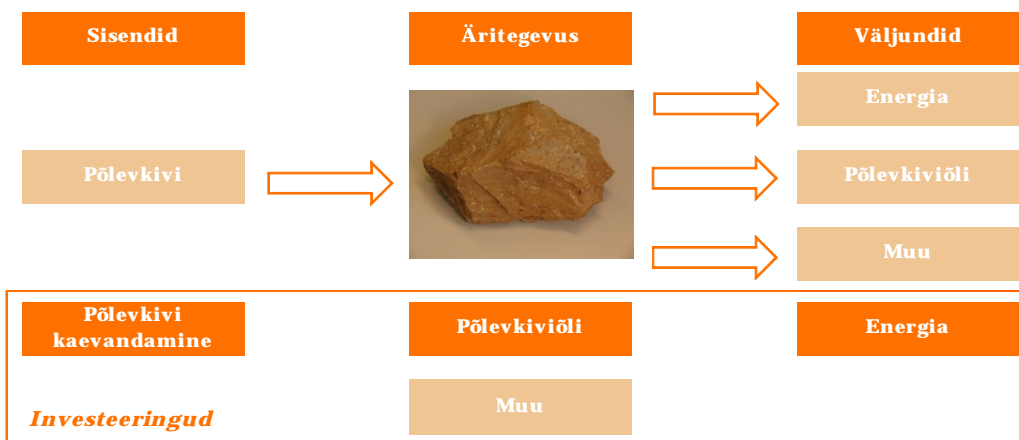 Sisendid
Äritegevus
Väljundid
Energia
Põlevkivi
Põlevkiviõli
Muu
Põlevkivi
kaevandamine
Põlevkiviõli
Energia
Muu
Investeeringud